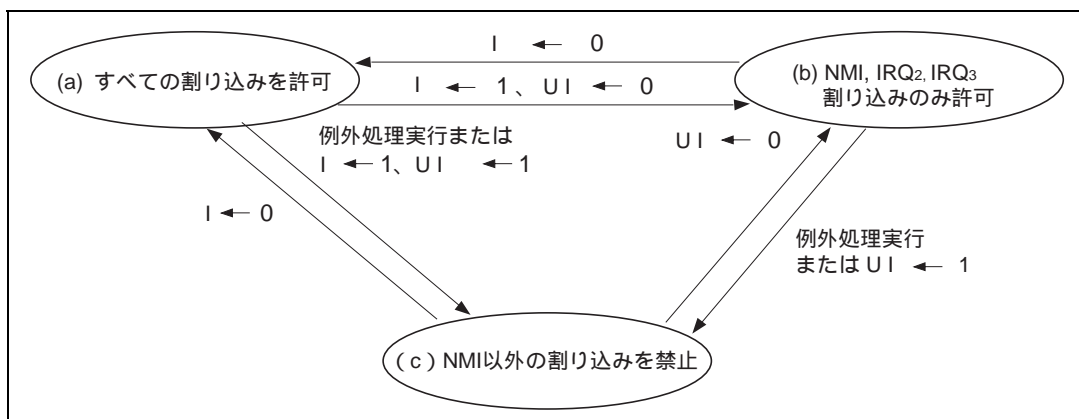 I ← 0
(a) すべての割り込みを許可
(b) NMI, IRQ2, IRQ3
割り込みのみ許可
I ← 1、UI ← 0
例外処理実行または
I ← 1、UI ← 1
UI ← 0
I ← 0
例外処理実行
または UI ← 1
(c) NMI以外の割り込みを禁止